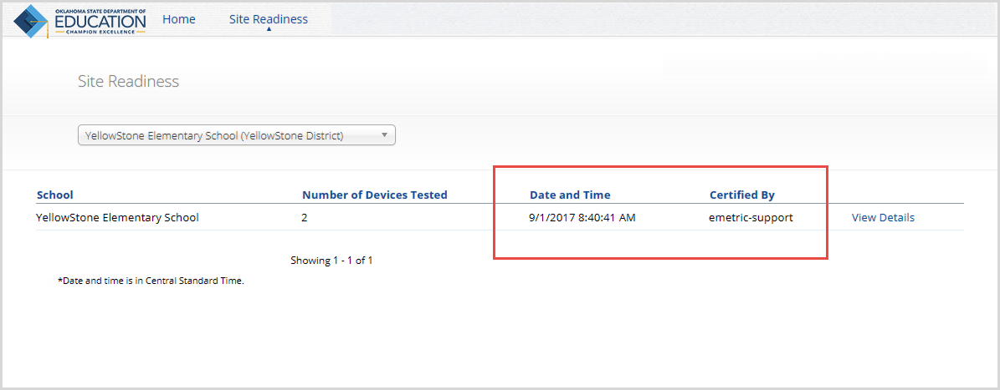 OKLAHOMA STATE DEPARTMENT OF
EDUCATION
CHAMPION EXCELLENCE
Home Site Readiness
Site Readiness
YellowStone Elementary School (YellowStone District)
School Number of Devices Tested Date and Time Certified By
YellowStone Elementary School 2 9/1/2017 8:40:41 AM emetric-support View Details
Showing 1 - 1 of 1
*Date and time is in Central Standard Time.